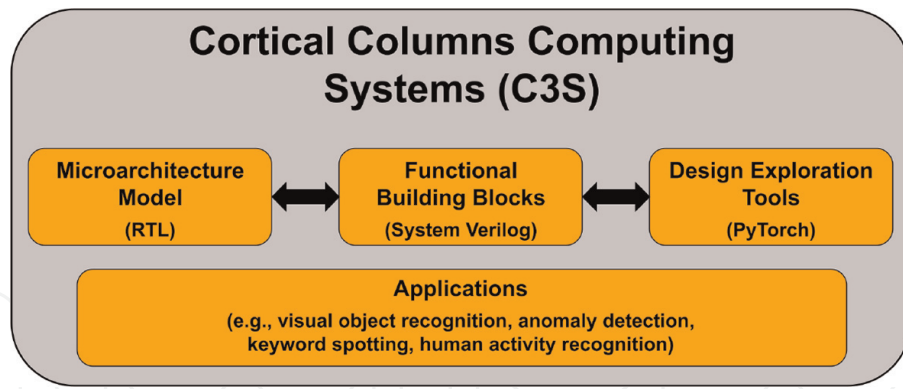 Cortical Columns Computing
Systems (C3S)
Microarchitecture
Model
(RTL)
Functional
Building Blocks
(System Verilog)
Design Exploration
Tools
(PyTorch)
Applications
(e.g., visual object recognition, anomaly detection,
keyword spotting, human activity recognition)